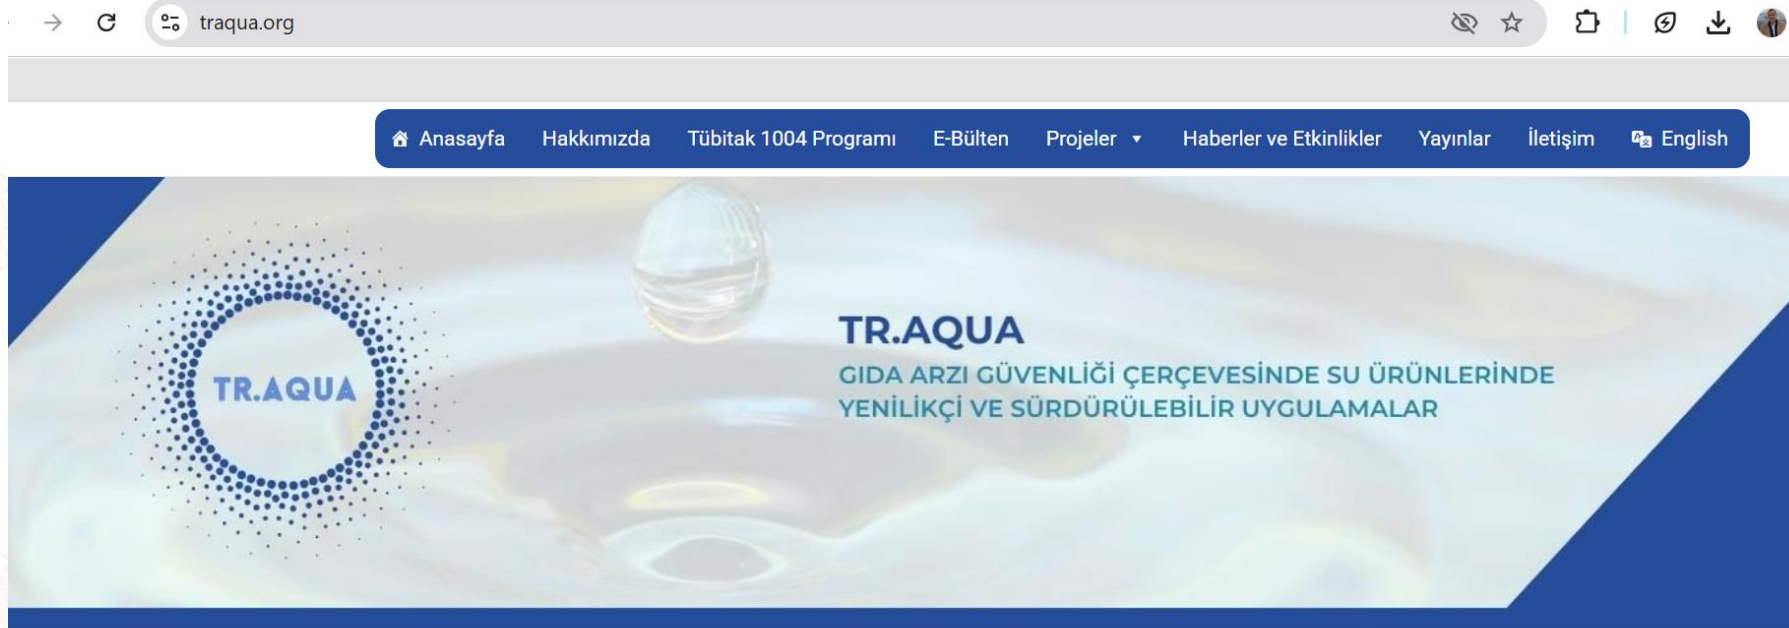 traqua.org
Anasayfa Hakkımızda Tübitak 1004 Programı E-Bülten Projeler Haberler ve Etkinlikler Yayınlar İletişim English
TR.AQUA
TR.AQUA
GIDA ARZI GÜVENLİĞİ ÇERÇEVESİNDE SU ÜRÜNLERİNDE
YENİLİKÇİ VE SÜRDÜRÜLEBİLİR UYGULAMALAR